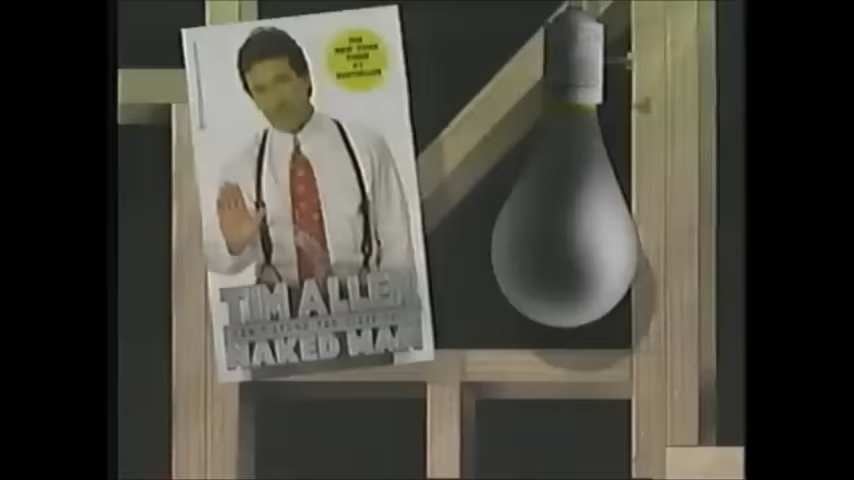 THE
NEW YORK
TIMES
#1
BESTSELLER
TIM ALLEN
NAKED MAN